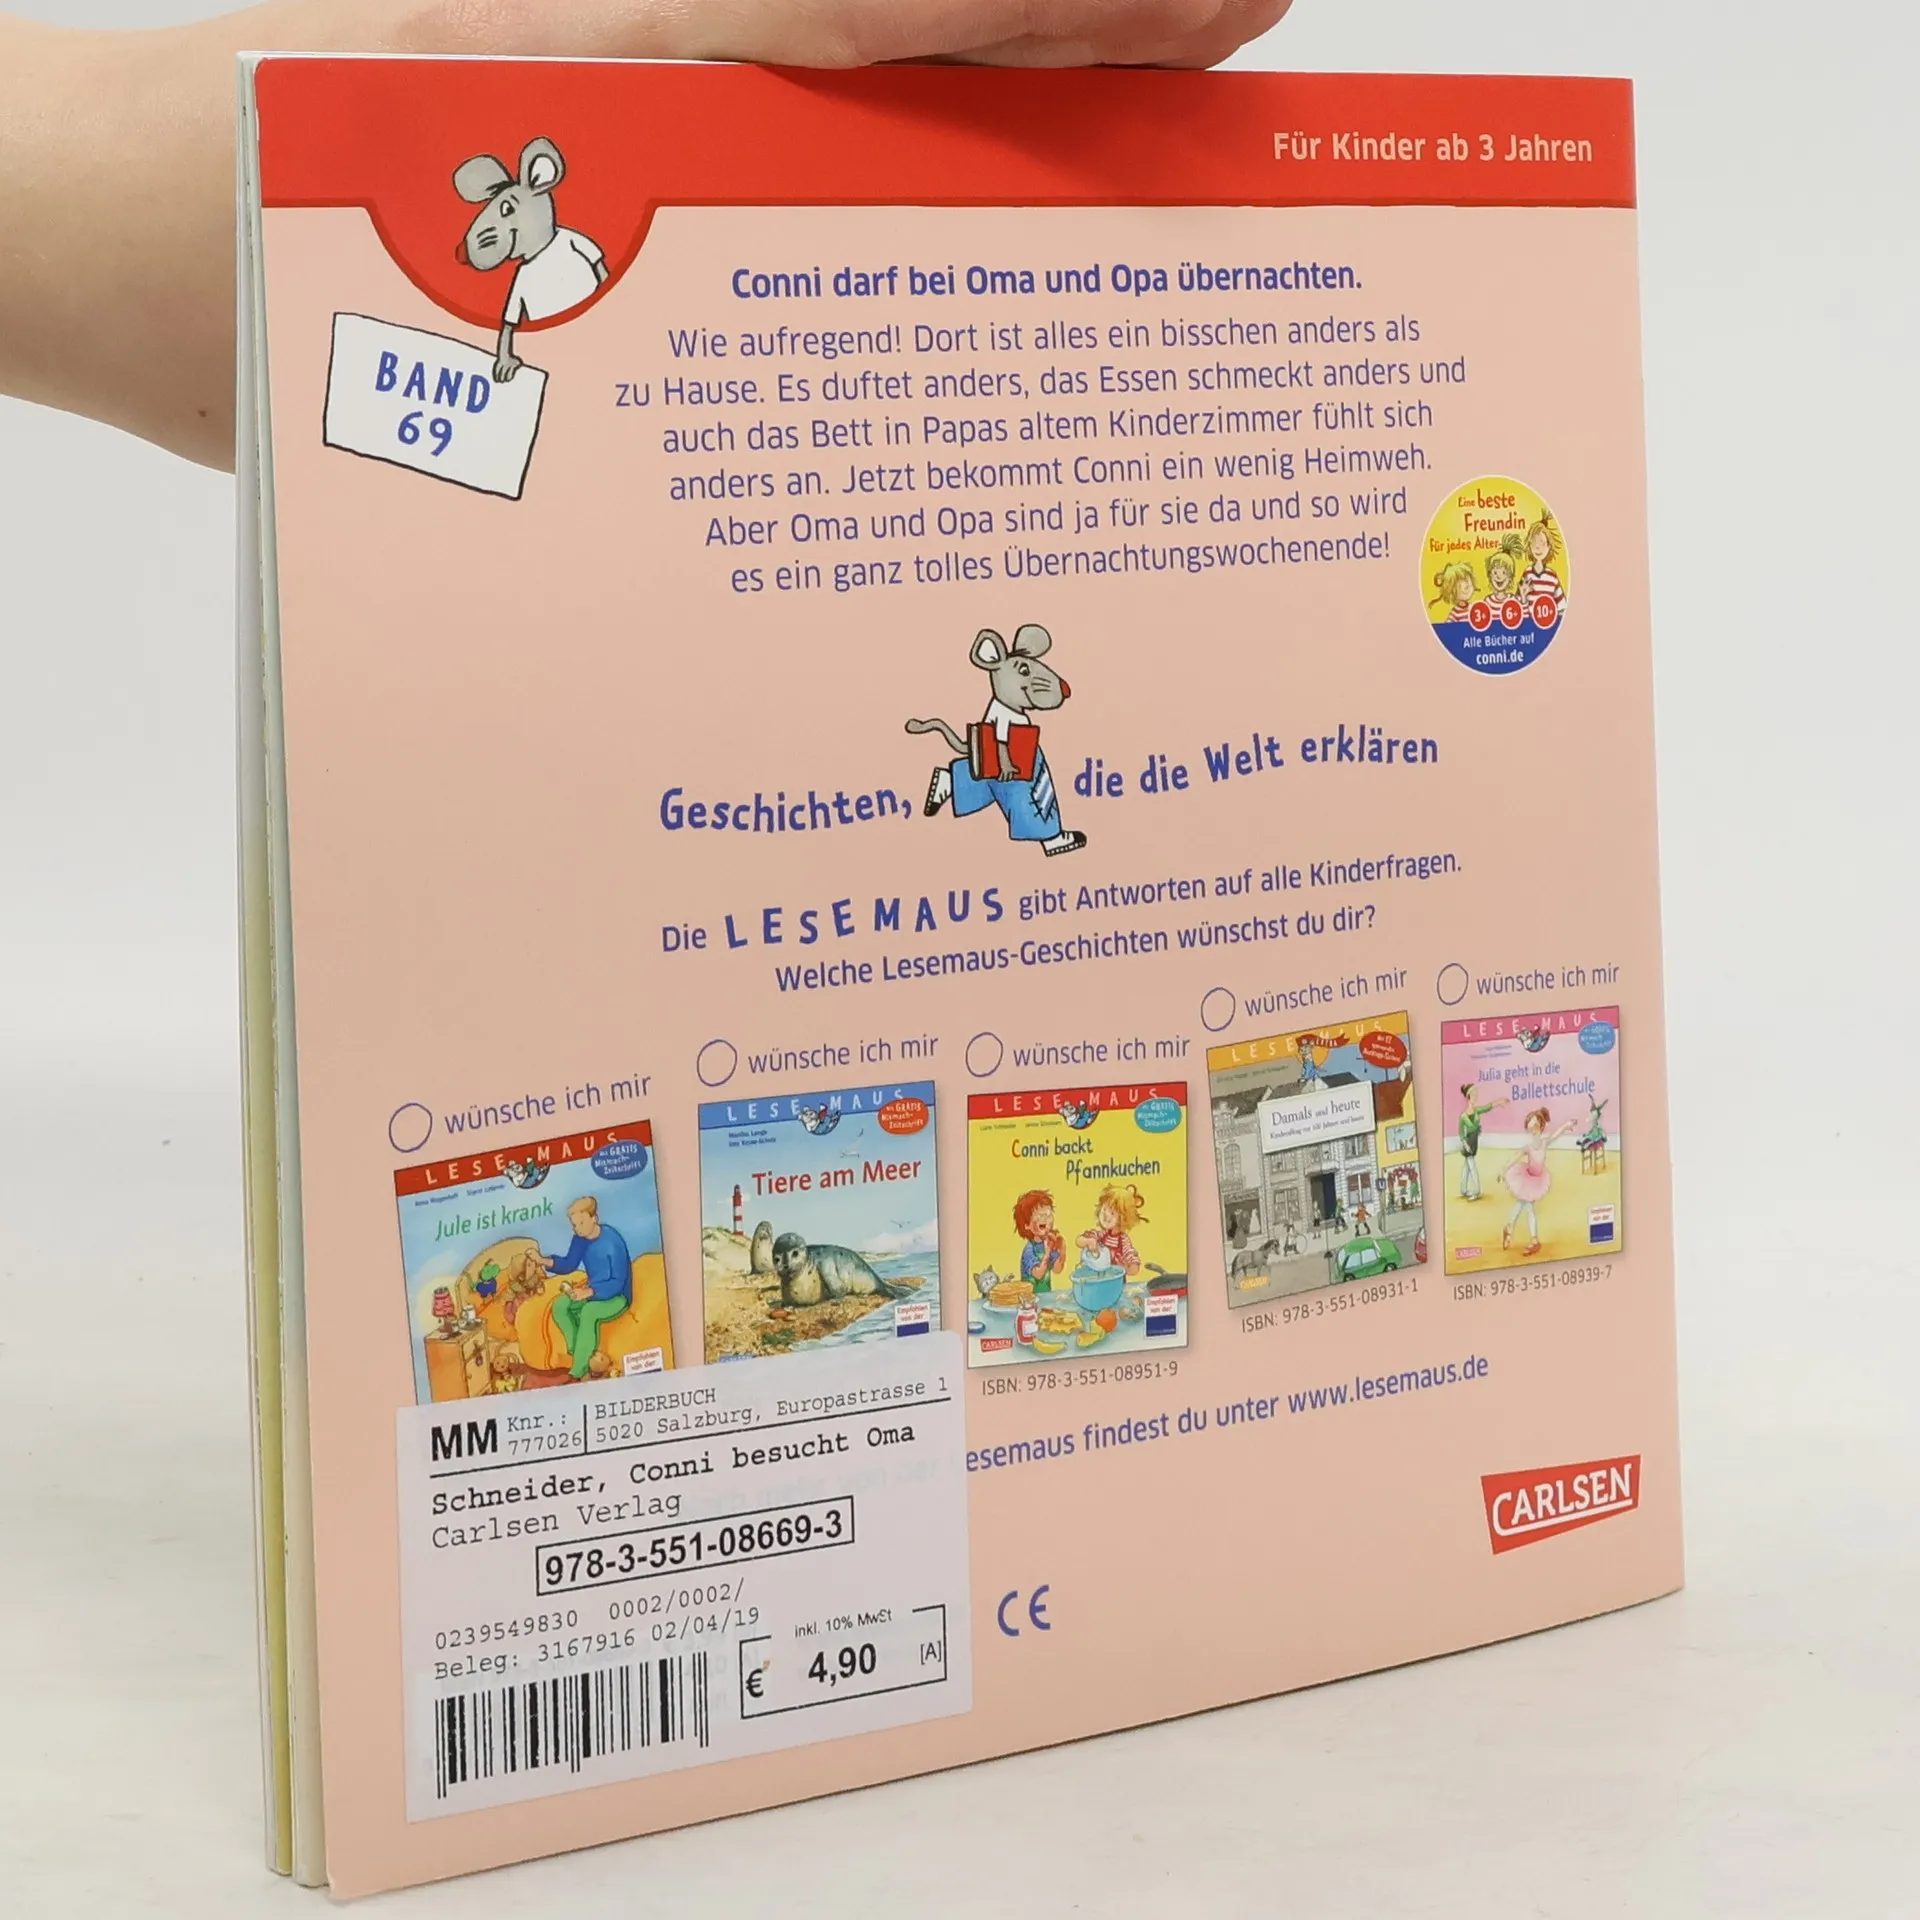 Für Kinder ab 3 Jahren
BAND
69
Conni darf bei Oma und Opa übernachten.
Wie aufregend! Dort ist alles ein bisschen anders als
zu Hause. Es duftet anders, das Essen schmeckt anders und
auch das Bett in Papas altem Kinderzimmer fühlt sich
anders an. Jetzt bekommt Conni ein wenig Heimweh.
Aber Oma und Opa sind ja für sie da und so wird
es ein ganz tolles Übernachtungswochenende!
Eine beste
Freundin
für jedes Alter
3+ 6+ 10+
Alle Bücher auf
conni.de
Geschichten, die die Welt erklären
Die LESEMAUS gibt Antworten auf alle Kinderfragen.
Welche Lesemaus-Geschichten wünschst du dir?
wünsche ich mir
LESEMAUS
Jule ist krank
wünsche ich mir
LESEMAUS
Tiere am Meer
wünsche ich mir
LESEMAUS
Conni backt
Pfannkuchen
CARLSEN
ISBN: 978-3-551-08951-9
wünsche ich mir
LESEMAUS
Damals und heute
ISBN: 978-3-551-08931-1
wünsche ich mir
LESEMAUS
Julia geht in die
Ballettschule
CARLSEN
ISBN: 978-3-551-08939-7
esemaus findest du unter www.lesemaus.de
CARLSEN
MM Knr.: BILDERBUCH
777026 5020 Salzburg, Europastrasse 1
Schneider, Conni besucht Oma
Carlsen Verlag
978-3-551-08669-3
0239549830 0002/0002/
Beleg: 3167916 02/04/19
inkl. 10% MwSt
€ 4,90 [A]
CE